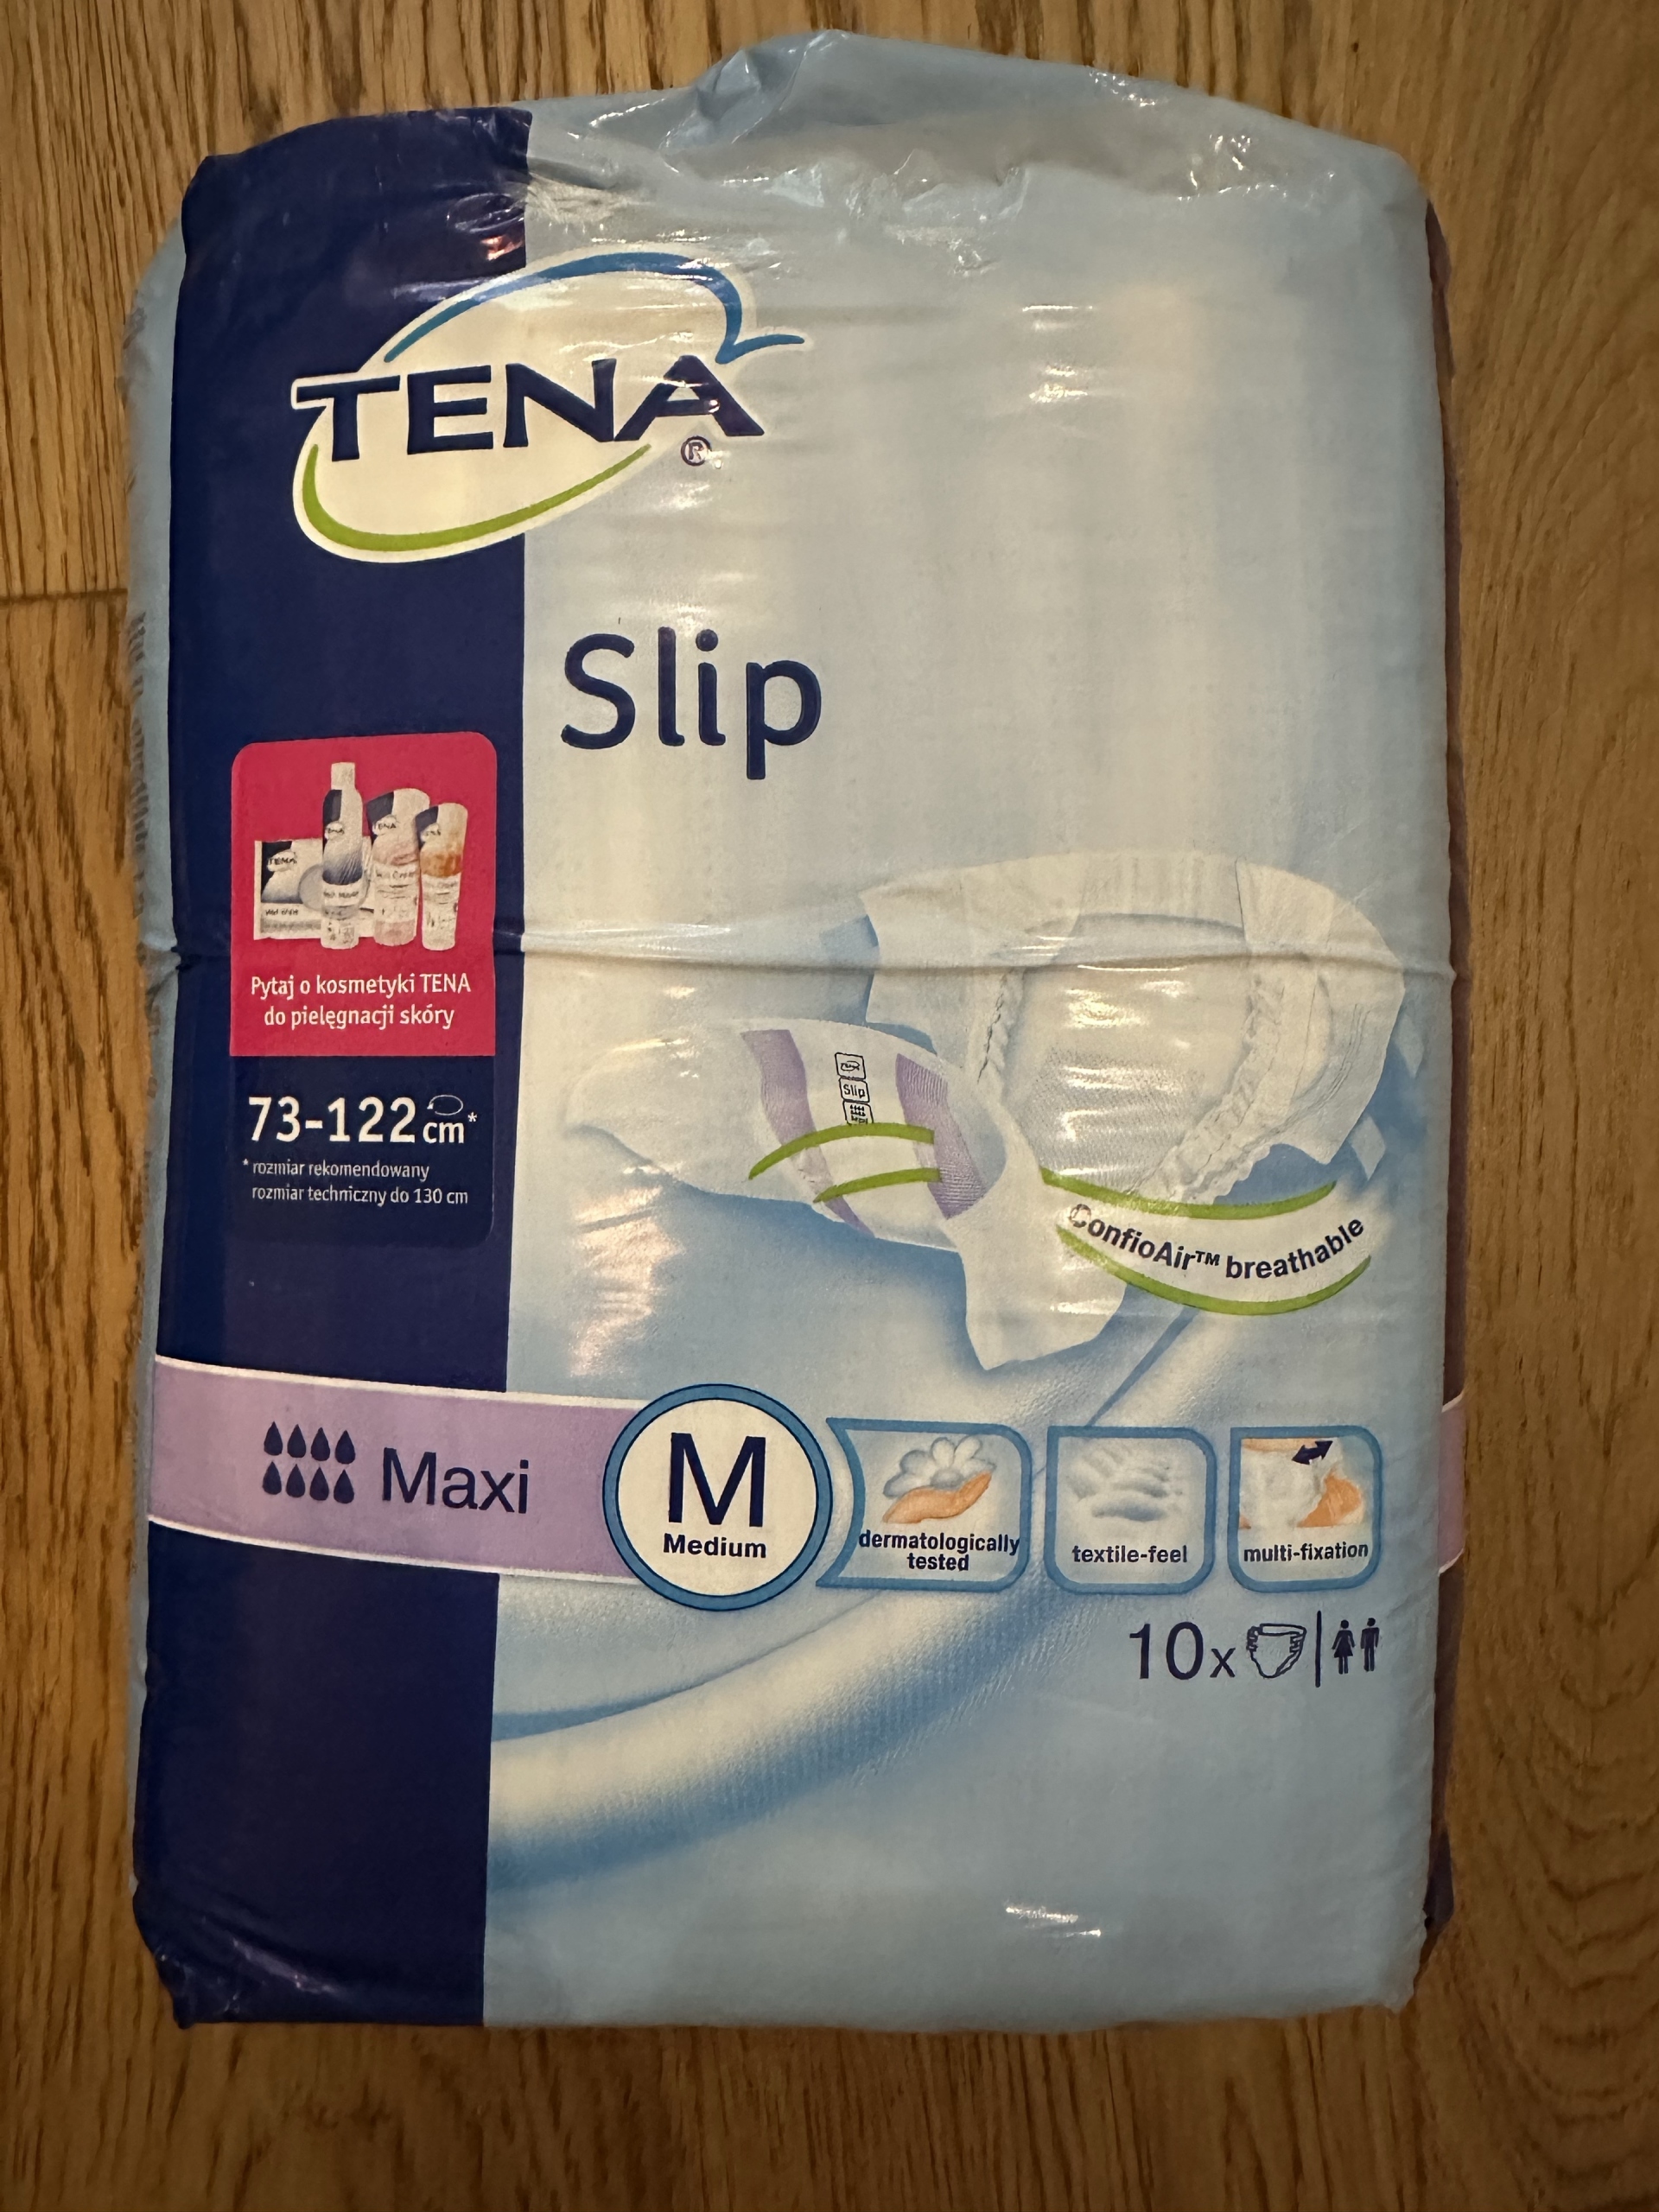 TENA
®
Slip
Pytaj o kosmetyki TENA
do pielęgnacji skóry
73-122 cm*
* rozmiar rekomendowany
rozmiar techniczny do 130 cm
Slip
ConfioAir™ breathable
Maxi
M
Medium
dermatologically
tested
textile-feel
multi-fixation
10x